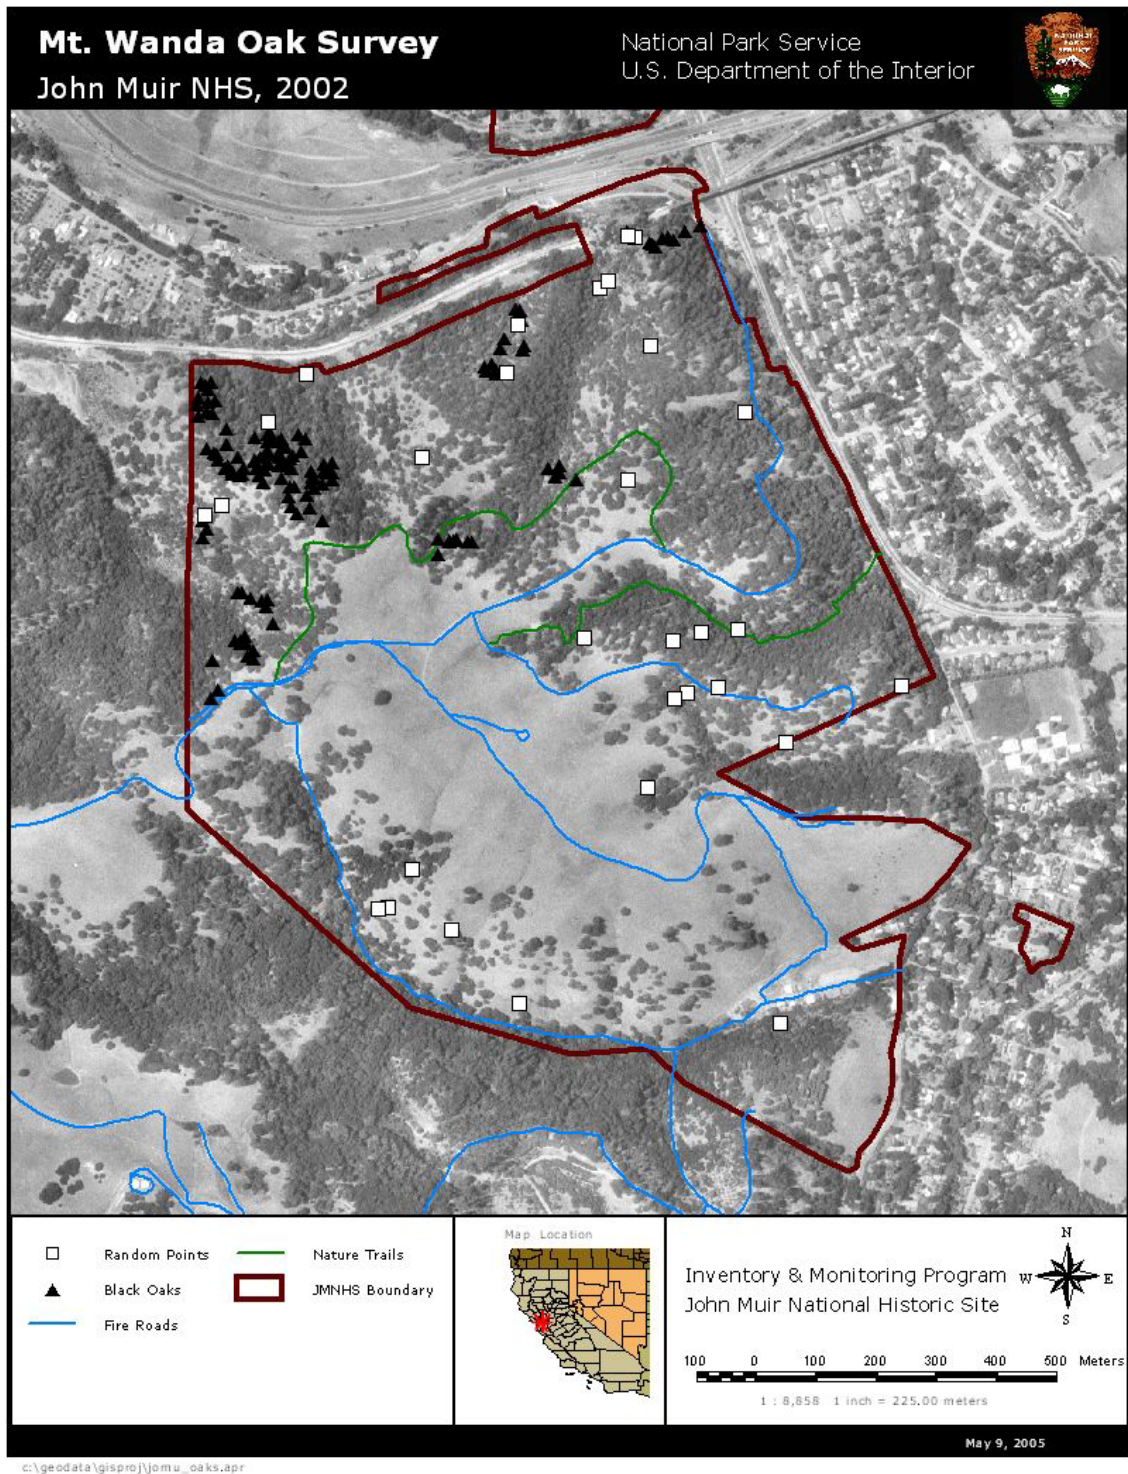 Mt. Wanda Oak Survey
John Muir NHS, 2002
National Park Service
U.S. Department of the Interior
NATIONAL
PARK
SERVICE
Random Points
Nature Trails
Black Oaks
JMNHS Boundary
Fire Roads
Map Location
Inventory & Monitoring Program
John Muir National Historic Site
N
W
E
S
100 0 100 200 300 400 500 Meters
1 : 8,858 1 inch = 225.00 meters
May 9, 2005
c:\geodata\gisproj\jomu_oaks.apr